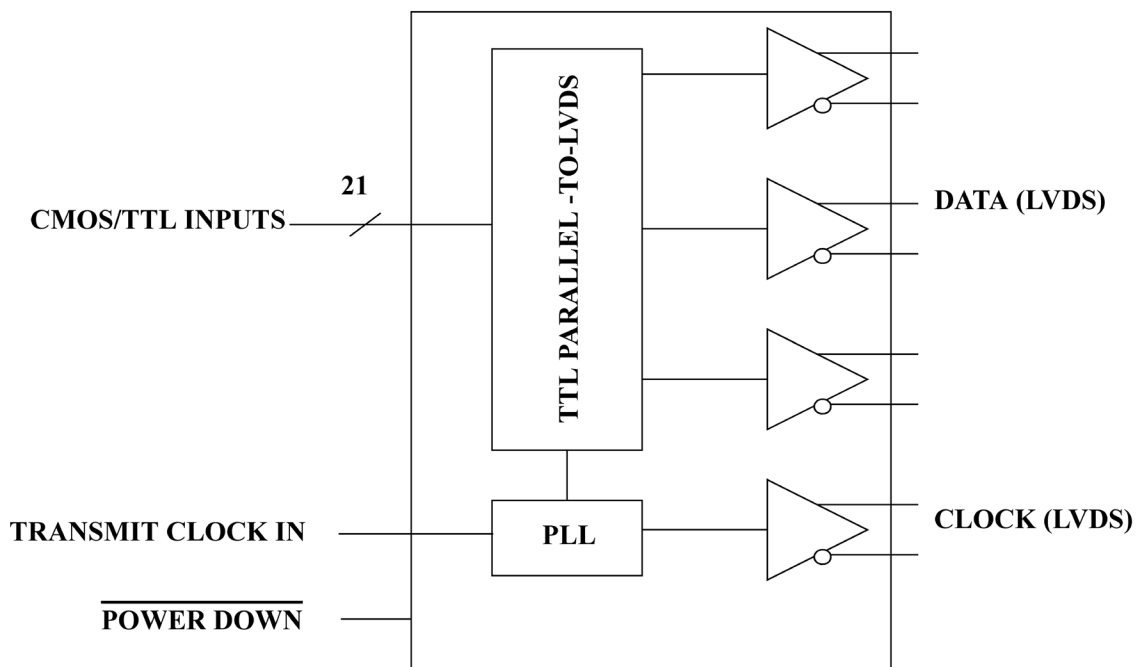 21
CMOS/TTL INPUTS
TTL PARALLEL -TO-LVDS
DATA (LVDS)
TRANSMIT CLOCK IN
PLL
CLOCK (LVDS)
POWER DOWN